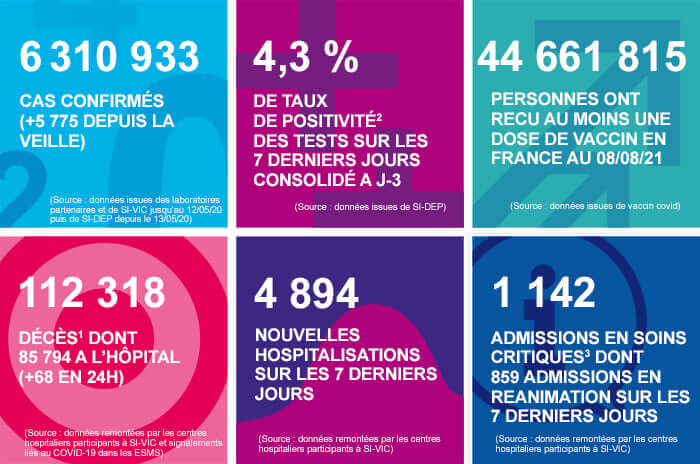 6 310 933
CAS CONFIRMÉS
(+5 775 DEPUIS LA
VEILLE)
(Source : données issues des laboratoires
partenaires et de SI-VIC jusqu'au 12/05/20
puis de SI-DEP depuis le 13/05/20)
4,3 %
DE TAUX
DE POSITIVITÉ²
DES TESTS SUR LES
7 DERNIERS JOURS
CONSOLIDÉ A J-3
(Source : données issues de SI-DEP)
44 661 815
PERSONNES ONT
RECU AU MOINS UNE
DOSE DE VACCIN EN
FRANCE AU 08/08/21
(Source : données issues de vaccin covid)
112 318
DÉCÈS¹ DONT
85 794 A L'HÔPITAL
(+68 EN 24H)
(Source : données remontées par les centres
hospitaliers participants à SI-VIC et signalements
liés au COVID-19 dans les ESMS)
4 894
NOUVELLES
HOSPITALISATIONS
SUR LES 7 DERNIERS
JOURS
(Source : données remontées par les centres
hospitaliers participants à SI-VIC)
1 142
ADMISSIONS EN SOINS
CRITIQUES³ DONT
859 ADMISSIONS EN
REANIMATION SUR LES
7 DERNIERS JOURS
(Source : données remontées par les centres
hospitaliers participants à SI-VIC)